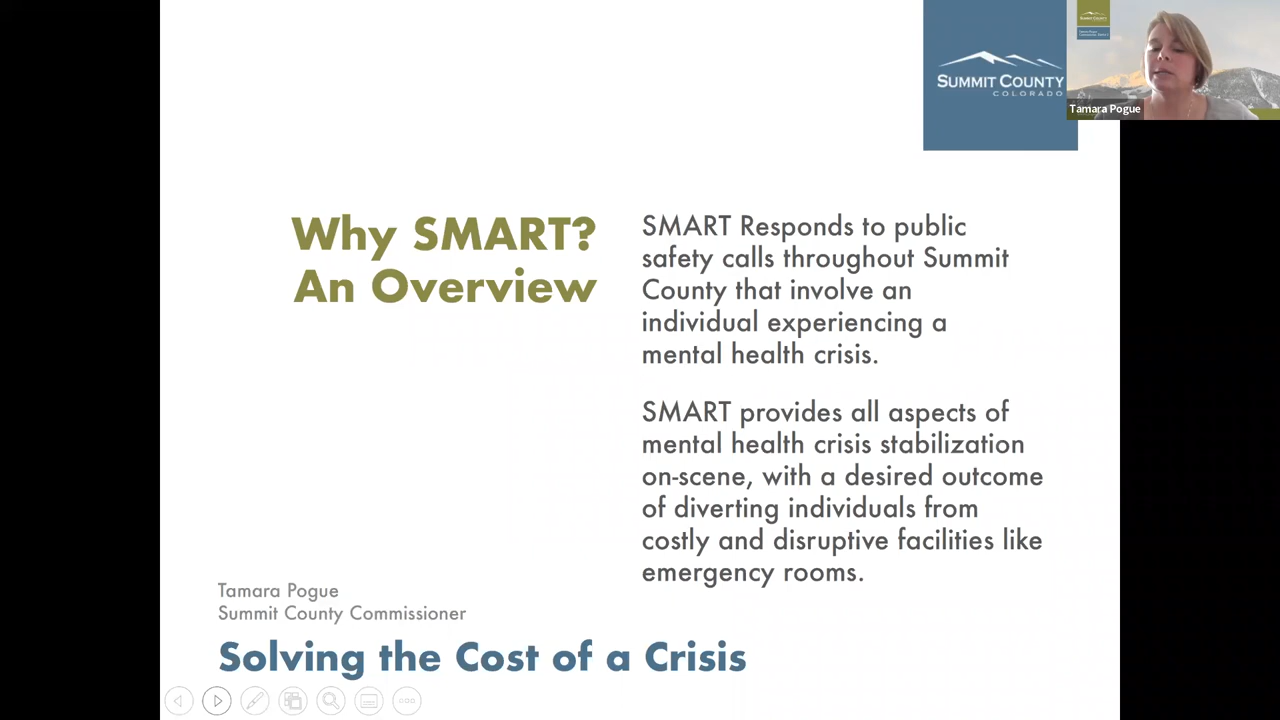 SUMMIT COUNTY
COLORADO
Tamara Pogue
Why SMART?
An Overview
SMART Responds to public
safety calls throughout Summit
County that involve an
individual experiencing a
mental health crisis.
SMART provides all aspects of
mental health crisis stabilization
on-scene, with a desired outcome
of diverting individuals from
costly and disruptive facilities like
emergency rooms.
Tamara Pogue
Summit County Commissioner
Solving the Cost of a Crisis